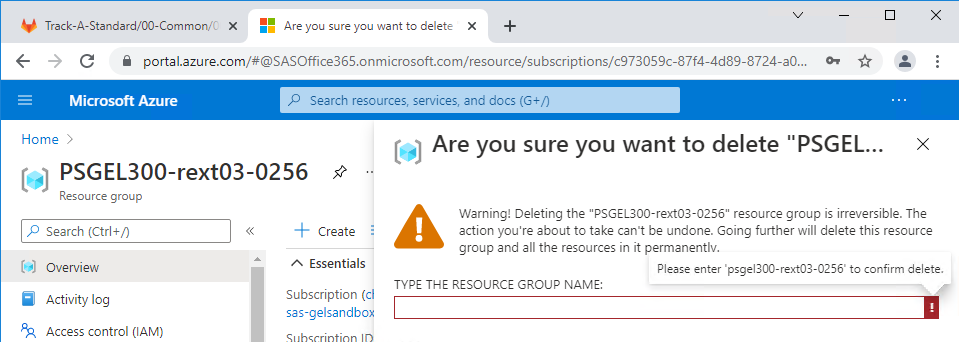 Track-A-Standard/00-Common/0
Are you sure you want to delete
portal.azure.com/#@SASOffice365.onmicrosoft.com/resource/subscriptions/c973059c-87f4-4d89-8724-a0...
Microsoft Azure
Search resources, services, and docs (G+/)
Home
PSGEL300-rext03-0256
Resource group
Search (Ctrl+/)
Overview
Activity log
Access control (IAM)
Create
Essentials
Subscription (
sas-gelsandbox
Subscription ID
Are you sure you want to delete "PSGEL...
Warning! Deleting the "PSGEL300-rext03-0256" resource group is irreversible. The
action you're about to take can't be undone. Going further will delete this resource
group and all the resources in it permanently.
Please enter 'psgel300-rext03-0256' to confirm delete.
TYPE THE RESOURCE GROUP NAME: